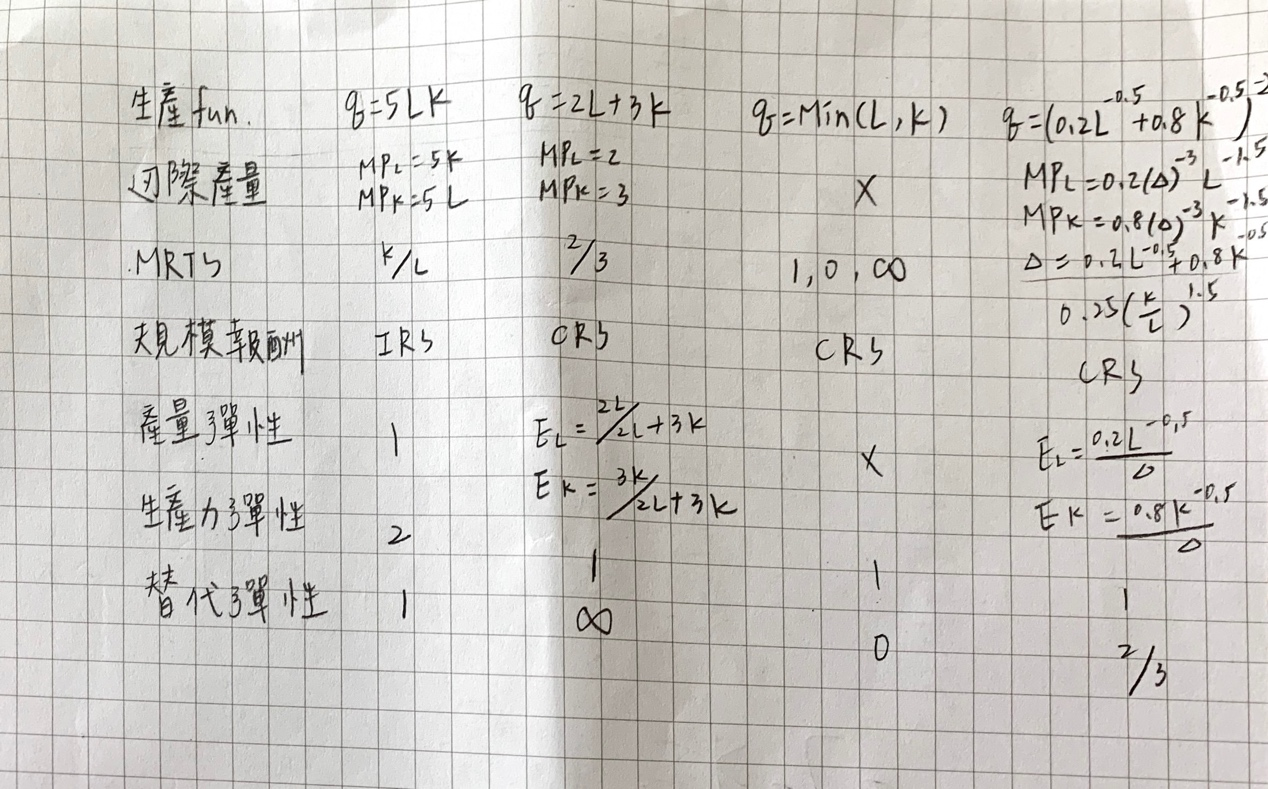 生產fun. q=5LK q=2L+3K q=Min(L,K) q=(0.2L^-0.5+0.8K^-0.5)^-2
边際產量 MPL=5K MPL=2 X MPL=0.2(Δ)^-3 L^-1.5
MPK=5L MPK=3 MPK=0.8(Δ)^-3 K^-1.5
MRTS K/L 2/3 1,0,∞ Δ=0.2L^-0.5+0.8K^-0.5
0.25(K/L)^1.5
規模報酬 IRS CRS CRS CRS
產量彈性 1 EL=2L/2L+3K X EL=0.2L^-0.5/Δ
EK=3K/2L+3K EK=0.8K^-0.5/Δ
生產力彈性 2 1 1 1
替代彈性 1 ∞ 0 2/3